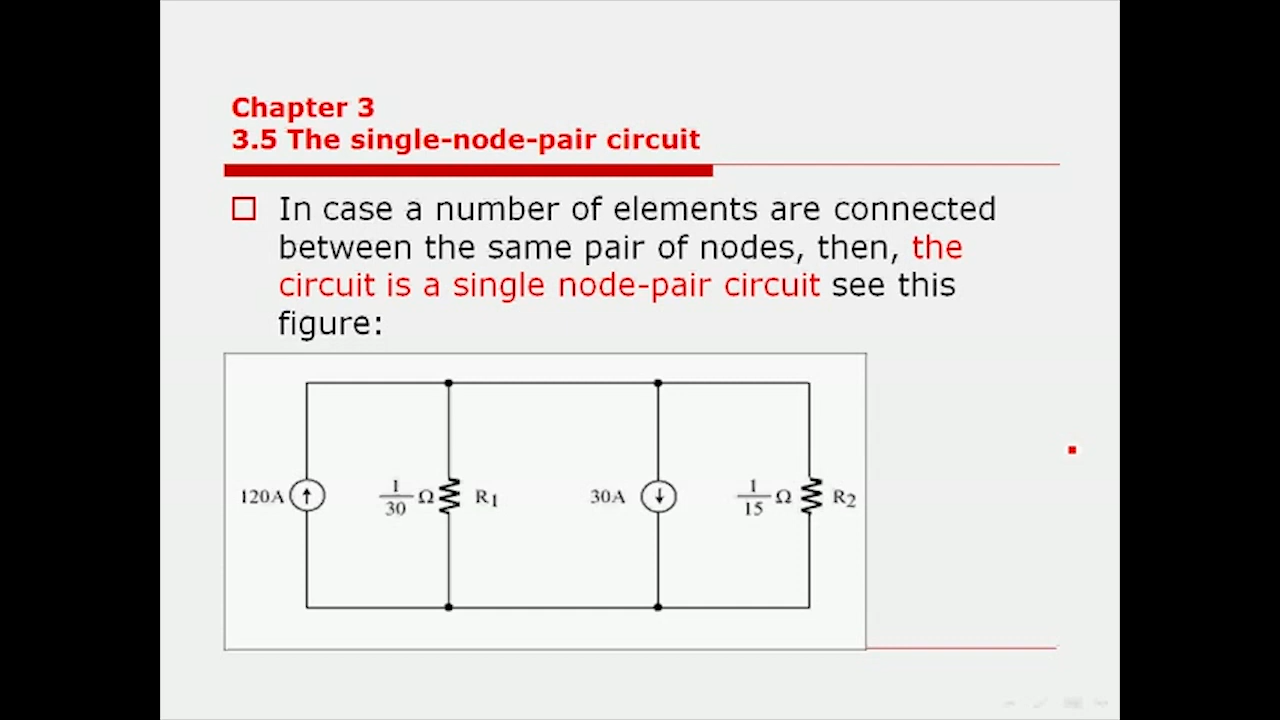 Chapter 3
3.5 The single-node-pair circuit
In case a number of elements are connected
between the same pair of nodes, then, the
circuit is a single node-pair circuit see this
figure:
120A 1/30 Ω R1 30A 1/15 Ω R2